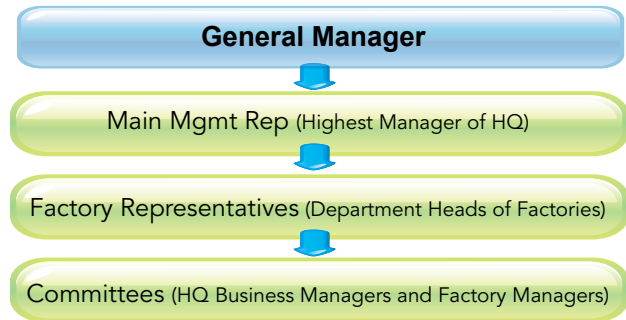 General Manager
Main Mgmt Rep (Highest Manager of HQ)
Factory Representatives (Department Heads of Factories)
Committees (HQ Business Managers and Factory Managers)